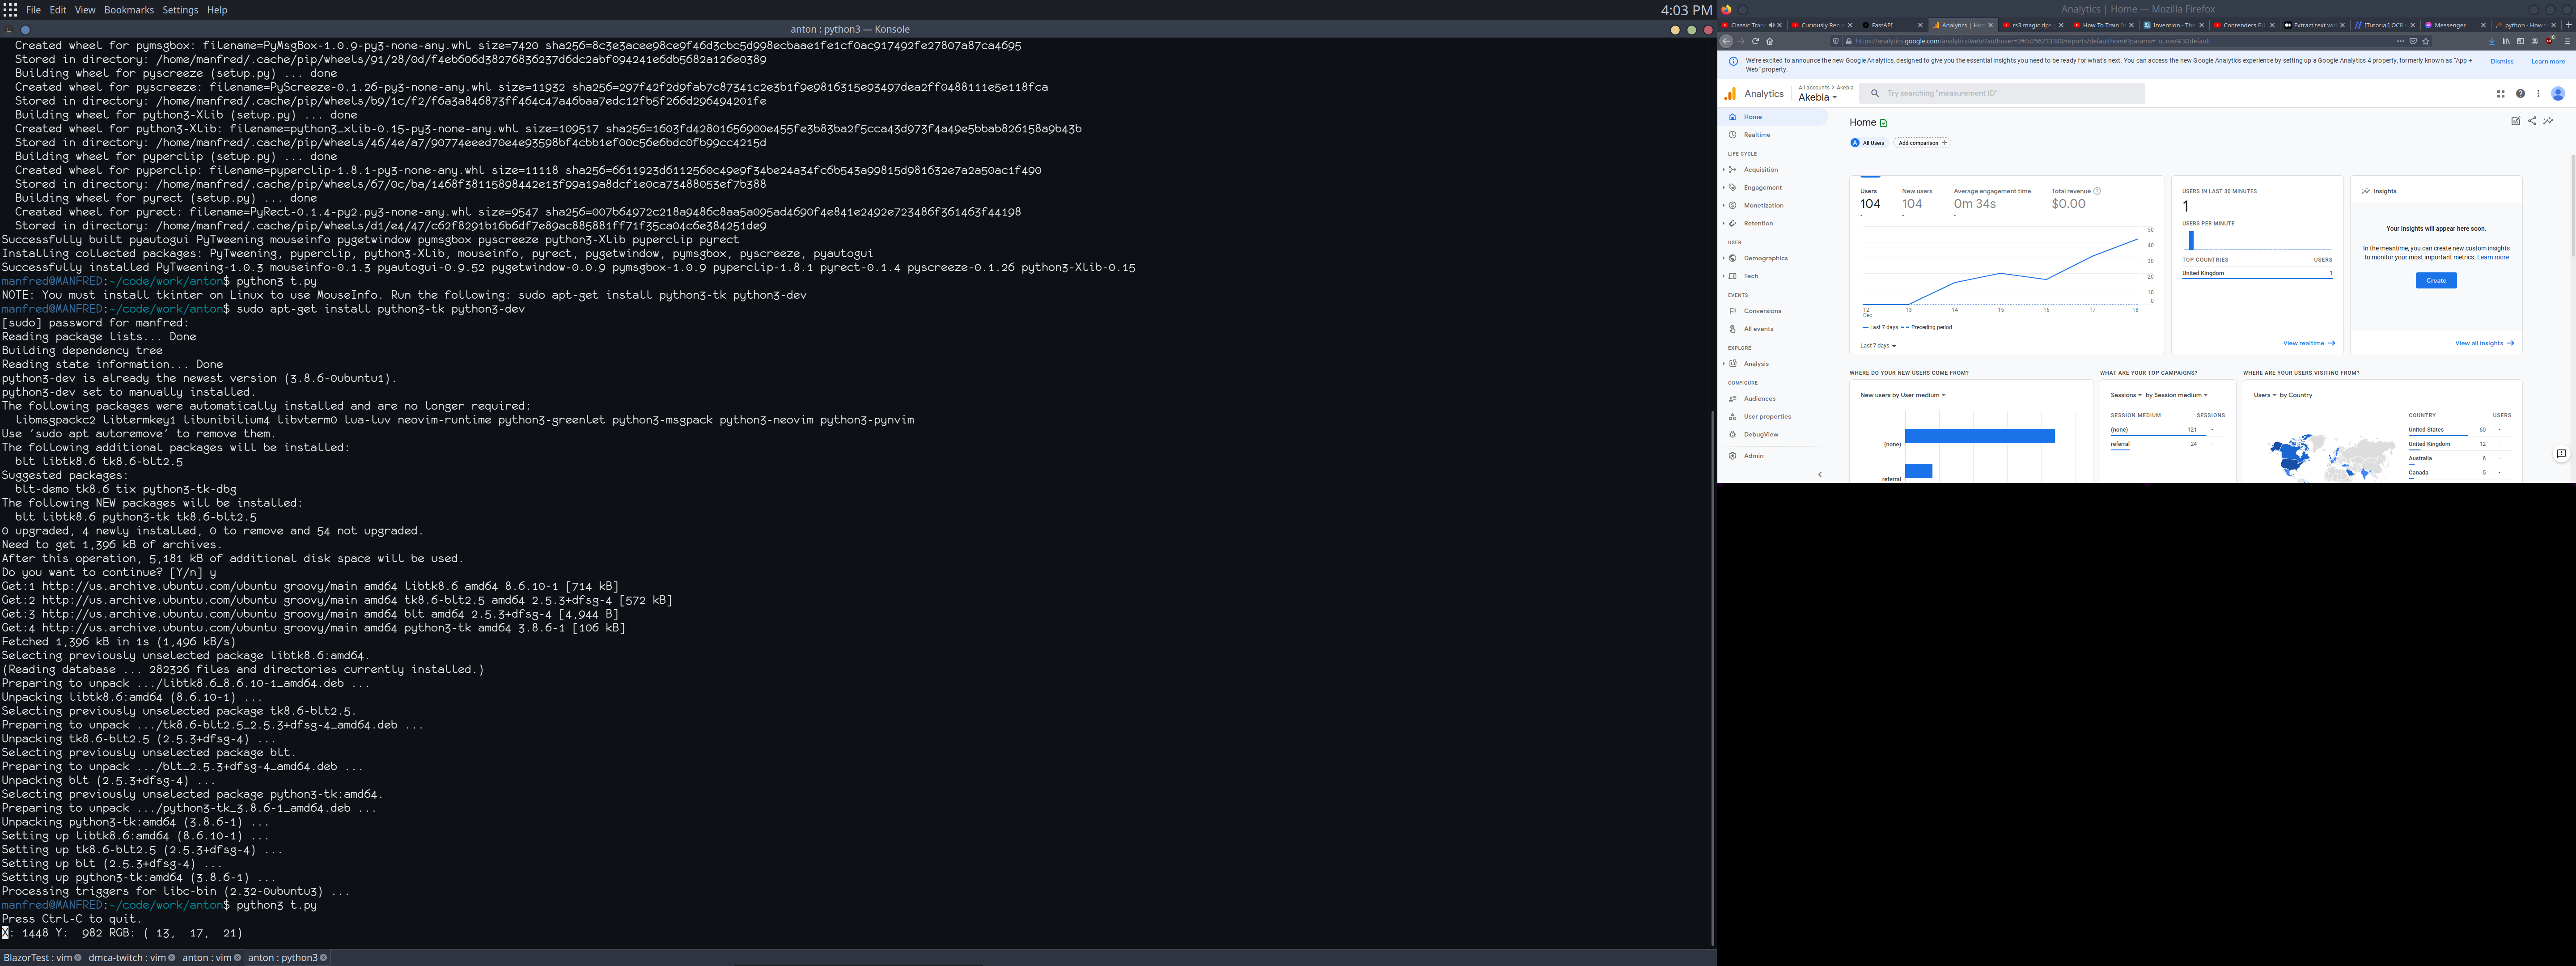 File Edit View Bookmarks Settings Help
4:03 PM
anton : python3 — Konsole
Created wheel for pymsgbox: filename=PyMsgBox-1.0.9-py3-none-any.whl size=7420 sha256=8c3e3acee98ce9f46d3cbc5d998ecbaae1fe1cf0ac917492fe27807a87ca4695
Stored in directory: /home/manfred/.cache/pip/wheels/91/28/0d/f4eb606d38276836237d6dc2abf094241e6db5682a126e0389
Building wheel for pyscreeze (setup.py) ... done
Created wheel for pyscreeze: filename=PyScreeze-0.1.26-py3-none-any.whl size=11932 sha256=297f42f2d9fab7c87341c2e3b1f9e9816315e93497dea2ff0488111e5e118fca
Stored in directory: /home/manfred/.cache/pip/wheels/b9/1c/f2/f6a3a846873ff464c47a46baa7edc12fb5f266d296494201fe
Building wheel for python3-Xlib (setup.py) ... done
Created wheel for python3-Xlib: filename=python3_xlib-0.15-py3-none-any.whl size=109517 sha256=1603fd42801656900e455fe3b83ba2f5cca43d973f4a49e5bbab826158a9b43b
Stored in directory: /home/manfred/.cache/pip/wheels/46/4e/a7/90774eeed70e4e93598bf4cbb1ef00c56e6bdc0fb99cc4215d
Building wheel for pyperclip (setup.py) ... done
Created wheel for pyperclip: filename=pyperclip-1.8.1-py3-none-any.whl size=11118 sha256=6611923d6112560c49e9f34be24a34fc6b543a99815d981632e7a2a50ac1f490
Stored in directory: /home/manfred/.cache/pip/wheels/67/0c/ba/1468f38115898442e13f99a19a8dcf1e0ca73488053ef7b388
Building wheel for pyrect (setup.py) ... done
Created wheel for pyrect: filename=PyRect-0.1.4-py2.py3-none-any.whl size=9547 sha256=007b64972c218a9486c8aa5a095ad4690f4e841e2492e723486f361463f44198
Stored in directory: /home/manfred/.cache/pip/wheels/d1/e4/47/c62f8291b16b6df7e89ac885881ff71f35ca04c6e384251de9
Successfully built pyautogui PyTweening mouseinfo pygetwindow pymsgbox pyscreeze python3-Xlib pyperclip pyrect
Installing collected packages: PyTweening, pyperclip, python3-Xlib, mouseinfo, pyrect, pygetwindow, pymsgbox, pyscreeze, pyautogui
Successfully installed PyTweening-1.0.3 mouseinfo-0.1.3 pyautogui-0.9.52 pygetwindow-0.0.9 pymsgbox-1.0.9 pyperclip-1.8.1 pyrect-0.1.4 pyscreeze-0.1.26 python3-Xlib-0.15
manfred@MANFRED:~/code/work/anton$ python3 t.py
NOTE: You must install tkinter on Linux to use MouseInfo. Run the following: sudo apt-get install python3-tk python3-dev
manfred@MANFRED:~/code/work/anton$ sudo apt-get install python3-tk python3-dev
[sudo] password for manfred:
Reading package lists... Done
Building dependency tree
Reading state information... Done
python3-dev is already the newest version (3.8.6-0ubuntu1).
python3-dev set to manually installed.
The following packages were automatically installed and are no longer required:
libmsgpackc2 libtermkey1 libunibilium4 libvterm0 lua-luv neovim-runtime python3-greenlet python3-msgpack python3-neovim python3-pynvim
Use 'sudo apt autoremove' to remove them.
The following additional packages will be installed:
blt libtk8.6 tk8.6-blt2.5
Suggested packages:
blt-demo tk8.6 tix python3-tk-dbg
The following NEW packages will be installed:
blt libtk8.6 python3-tk tk8.6-blt2.5
0 upgraded, 4 newly installed, 0 to remove and 54 not upgraded.
Need to get 1,396 kB of archives.
After this operation, 5,181 kB of additional disk space will be used.
Do you want to continue? [Y/n] y
Get:1 http://us.archive.ubuntu.com/ubuntu groovy/main amd64 libtk8.6 amd64 8.6.10-1 [714 kB]
Get:2 http://us.archive.ubuntu.com/ubuntu groovy/main amd64 tk8.6-blt2.5 amd64 2.5.3+dfsg-4 [572 kB]
Get:3 http://us.archive.ubuntu.com/ubuntu groovy/main amd64 blt amd64 2.5.3+dfsg-4 [4,944 B]
Get:4 http://us.archive.ubuntu.com/ubuntu groovy/main amd64 python3-tk amd64 3.8.6-1 [106 kB]
Fetched 1,396 kB in 1s (1,496 kB/s)
Selecting previously unselected package libtk8.6:amd64.
(Reading database ... 282326 files and directories currently installed.)
Preparing to unpack .../libtk8.6_8.6.10-1_amd64.deb ...
Unpacking libtk8.6:amd64 (8.6.10-1) ...
Selecting previously unselected package tk8.6-blt2.5.
Preparing to unpack .../tk8.6-blt2.5_2.5.3+dfsg-4_amd64.deb ...
Unpacking tk8.6-blt2.5 (2.5.3+dfsg-4) ...
Selecting previously unselected package blt.
Preparing to unpack .../blt_2.5.3+dfsg-4_amd64.deb ...
Unpacking blt (2.5.3+dfsg-4) ...
Selecting previously unselected package python3-tk:amd64.
Preparing to unpack .../python3-tk_3.8.6-1_amd64.deb ...
Unpacking python3-tk:amd64 (3.8.6-1) ...
Setting up libtk8.6:amd64 (8.6.10-1) ...
Setting up tk8.6-blt2.5 (2.5.3+dfsg-4) ...
Setting up blt (2.5.3+dfsg-4) ...
Setting up python3-tk:amd64 (3.8.6-1) ...
Processing triggers for libc-bin (2.32-0ubuntu3) ...
manfred@MANFRED:~/code/work/anton$ python3 t.py
Press Ctrl-C to quit.
X: 1448 Y: 982 RGB: ( 13, 17, 21)
BlazorTest : vim dmca-twitch : vim anton : vim anton : python3
Analytics | Home — Mozilla Firefox
Classic Tran Curiously Recu FastAPI Analytics | Ho rs3 magic dps How To Train Invention - The Contenders EU Extract text wit [Tutorial] OCR Messenger python - How t
https://analytics.google.com/analytics/web/?authuser=3#/p256213380/reports/defaulthome?params=_u..nav%3Ddefault
We're excited to announce the new Google Analytics, designed to give you the essential insights you need to be ready for what's next. You can access the new Google Analytics experience by setting up a Google Analytics 4 property, formerly known as "App +
Web" property.
Dismiss Learn more
Analytics
All accounts > Akebia
Akebia
Try searching "measurement ID"
Home
Realtime
LIFE CYCLE
Acquisition
Engagement
Monetization
Retention
USER
Demographics
Tech
EVENTS
Conversions
All events
EXPLORE
Analysis
CONFIGURE
Audiences
User properties
DebugView
Admin
Home
A All Users Add comparison +
Users New users Average engagement time Total revenue
104 104 0m 34s $0.00
- - -
50
40
30
20
10
0
12 13 14 15 16 17 18
Dec
Last 7 days Preceding period
Last 7 days
USERS IN LAST 30 MINUTES
1
USERS PER MINUTE
TOP COUNTRIES USERS
United Kingdom 1
View realtime
Insights
Your Insights will appear here soon.
In the meantime, you can create new custom insights
to monitor your most important metrics. Learn more
Create
View all insights
WHERE DO YOUR NEW USERS COME FROM?
New users by User medium
(none)
referral
WHAT ARE YOUR TOP CAMPAIGNS?
Sessions by Session medium
SESSION MEDIUM SESSIONS
(none) 121 -
referral 24 -
WHERE ARE YOUR USERS VISITING FROM?
Users by Country
COUNTRY USERS
United States 60 -
United Kingdom 12 -
Australia 6 -
Canada 5 -